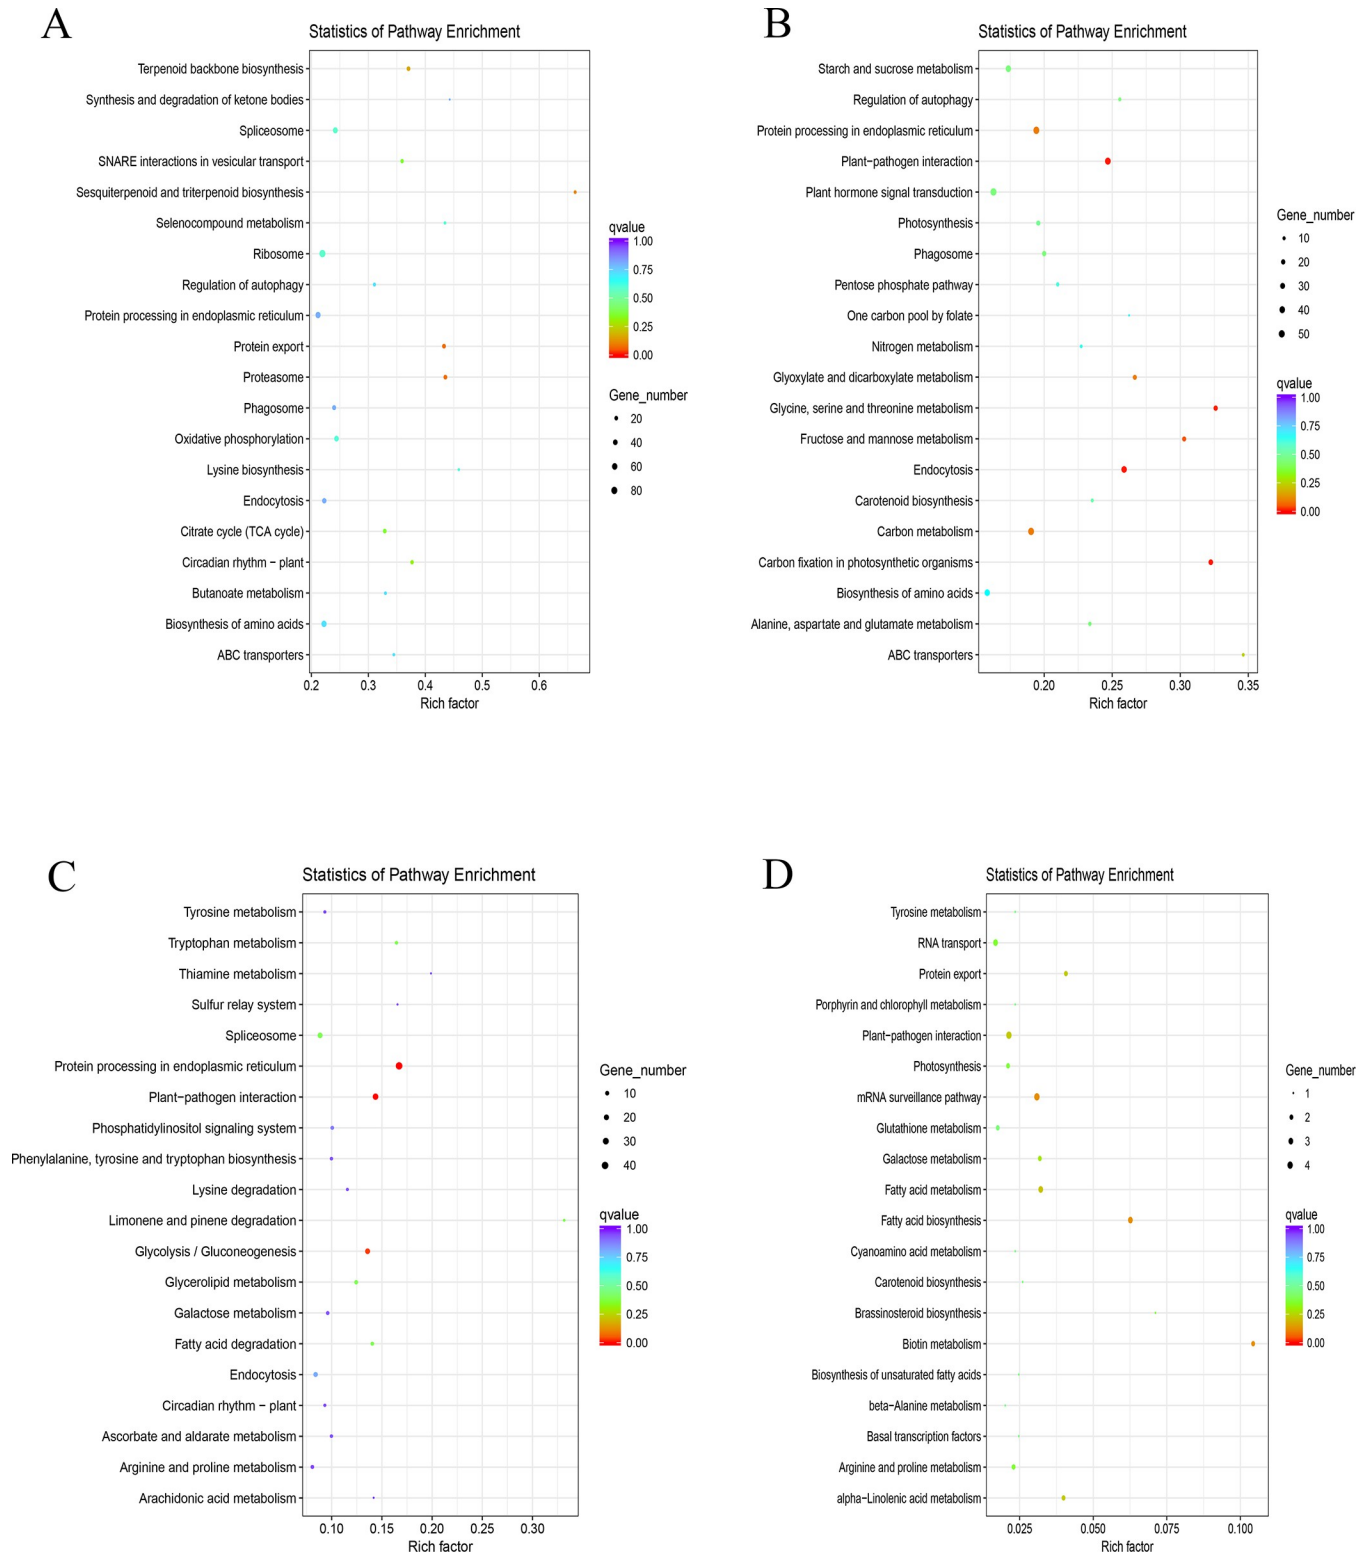 A
Statistics of Pathway Enrichment
Terpenoid backbone biosynthesis
Synthesis and degradation of ketone bodies
Spliceosome
SNARE interactions in vesicular transport
Sesquiterpenoid and triterpenoid biosynthesis
Selenocompound metabolism
Ribosome
Regulation of autophagy
Protein processing in endoplasmic reticulum
Protein export
Proteasome
Phagosome
Oxidative phosphorylation
Lysine biosynthesis
Endocytosis
Citrate cycle (TCA cycle)
Circadian rhythm − plant
Butanoate metabolism
Biosynthesis of amino acids
ABC transporters
0.2 0.3 0.4 0.5 0.6
Rich factor
qvalue
1.00
0.75
0.50
0.25
0.00
Gene_number
20
40
60
80
B
Statistics of Pathway Enrichment
Starch and sucrose metabolism
Regulation of autophagy
Protein processing in endoplasmic reticulum
Plant−pathogen interaction
Plant hormone signal transduction
Photosynthesis
Phagosome
Pentose phosphate pathway
One carbon pool by folate
Nitrogen metabolism
Glyoxylate and dicarboxylate metabolism
Glycine, serine and threonine metabolism
Fructose and mannose metabolism
Endocytosis
Carotenoid biosynthesis
Carbon metabolism
Carbon fixation in photosynthetic organisms
Biosynthesis of amino acids
Alanine, aspartate and glutamate metabolism
ABC transporters
0.20 0.25 0.30 0.35
Rich factor
Gene_number
10
20
30
40
50
qvalue
1.00
0.75
0.50
0.25
0.00
C
Statistics of Pathway Enrichment
Tyrosine metabolism
Tryptophan metabolism
Thiamine metabolism
Sulfur relay system
Spliceosome
Protein processing in endoplasmic reticulum
Plant−pathogen interaction
Phosphatidylinositol signaling system
Phenylalanine, tyrosine and tryptophan biosynthesis
Lysine degradation
Limonene and pinene degradation
Glycolysis / Gluconeogenesis
Glycerolipid metabolism
Galactose metabolism
Fatty acid degradation
Endocytosis
Circadian rhythm − plant
Ascorbate and aldarate metabolism
Arginine and proline metabolism
Arachidonic acid metabolism
0.10 0.15 0.20 0.25 0.30
Rich factor
Gene_number
10
20
30
40
qvalue
1.00
0.75
0.50
0.25
0.00
D
Statistics of Pathway Enrichment
Tyrosine metabolism
RNA transport
Protein export
Porphyrin and chlorophyll metabolism
Plant−pathogen interaction
Photosynthesis
mRNA surveillance pathway
Glutathione metabolism
Galactose metabolism
Fatty acid metabolism
Fatty acid biosynthesis
Cyanoamino acid metabolism
Carotenoid biosynthesis
Brassinosteroid biosynthesis
Biotin metabolism
Biosynthesis of unsaturated fatty acids
beta−Alanine metabolism
Basal transcription factors
Arginine and proline metabolism
alpha−Linolenic acid metabolism
0.025 0.050 0.075 0.100
Rich factor
Gene_number
1
2
3
4
qvalue
1.00
0.75
0.50
0.25
0.00